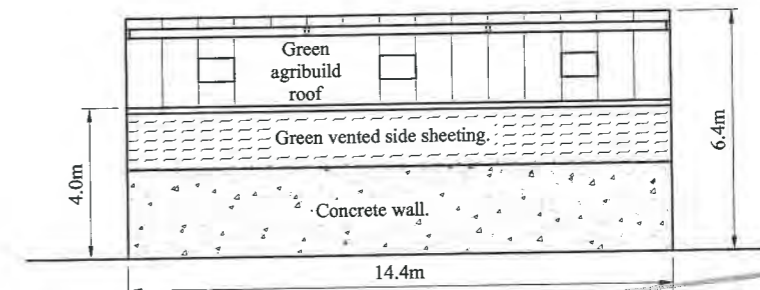 Green
agribuild
roof
Green vented side sheeting.
Concrete wall.
4.0m
6.4m
14.4m